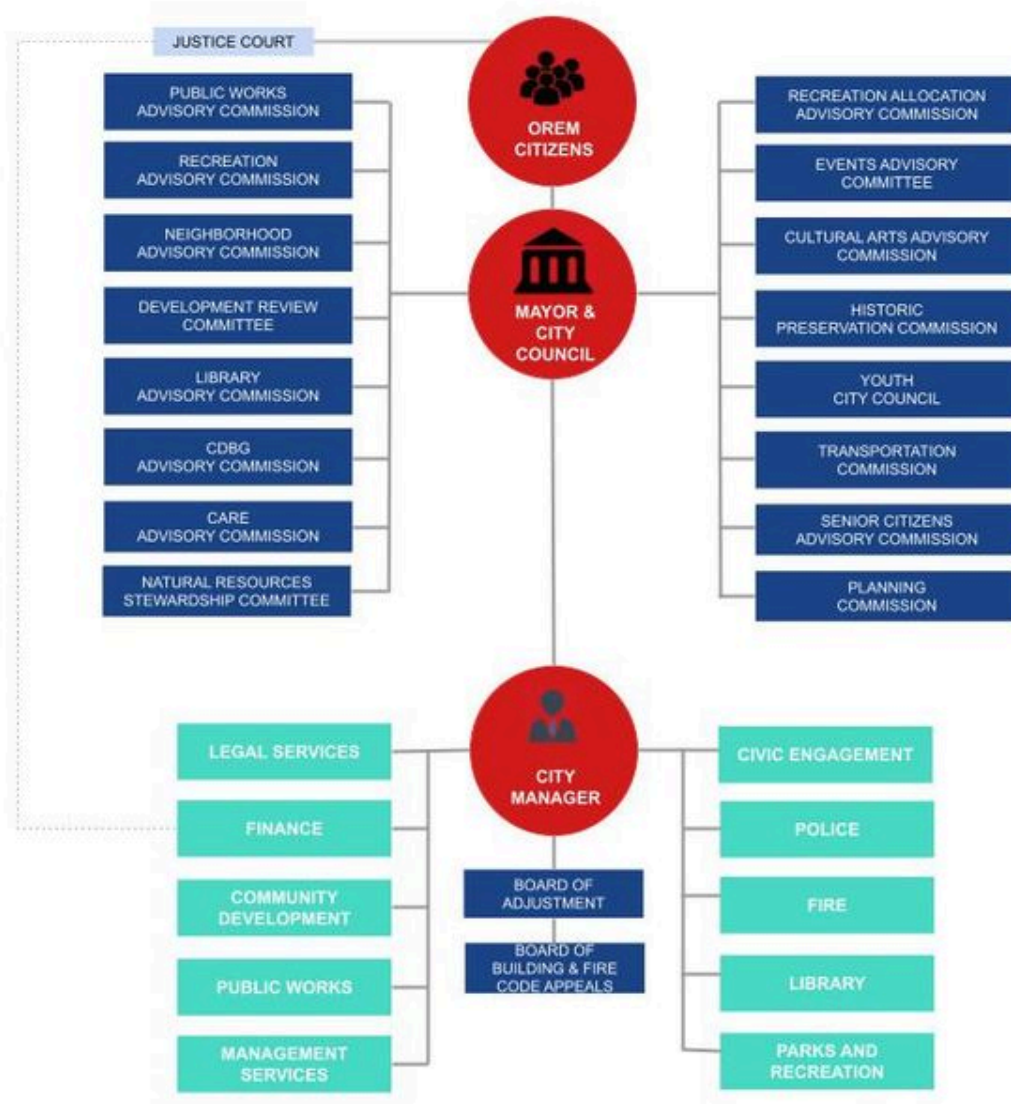 JUSTICE COURT
OREM
CITIZENS
PUBLIC WORKS
ADVISORY COMMISSION
RECREATION
ADVISORY COMMISSION
NEIGHBORHOOD
ADVISORY COMMISSION
DEVELOPMENT REVIEW
COMMITTEE
LIBRARY
ADVISORY COMMISSION
CDBG
ADVISORY COMMISSION
CARE
ADVISORY COMMISSION
NATURAL RESOURCES
STEWARDSHIP COMMITTEE
MAYOR &
CITY
COUNCIL
RECREATION ALLOCATION
ADVISORY COMMISSION
EVENTS ADVISORY
COMMITTEE
CULTURAL ARTS ADVISORY
COMMISSION
HISTORIC
PRESERVATION COMMISSION
YOUTH
CITY COUNCIL
TRANSPORTATION
COMMISSION
SENIOR CITIZENS
ADVISORY COMMISSION
PLANNING
COMMISSION
CITY
MANAGER
LEGAL SERVICES
FINANCE
COMMUNITY
DEVELOPMENT
PUBLIC WORKS
MANAGEMENT
SERVICES
BOARD OF
ADJUSTMENT
BOARD OF
BUILDING & FIRE
CODE APPEALS
CIVIC ENGAGEMENT
POLICE
FIRE
LIBRARY
PARKS AND
RECREATION